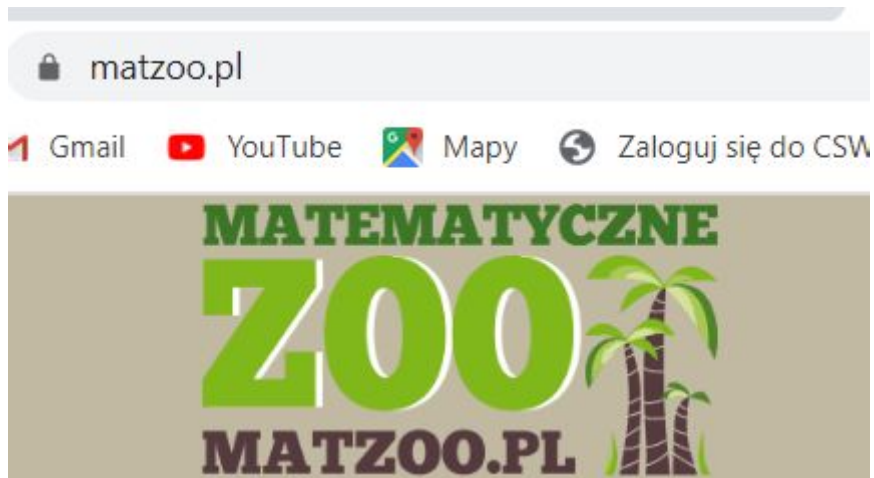 matzoo.pl
Gmail YouTube Mapy Zaloguj się do CSW
MATEMATYCZNE
ZOO
MATZOO.PL